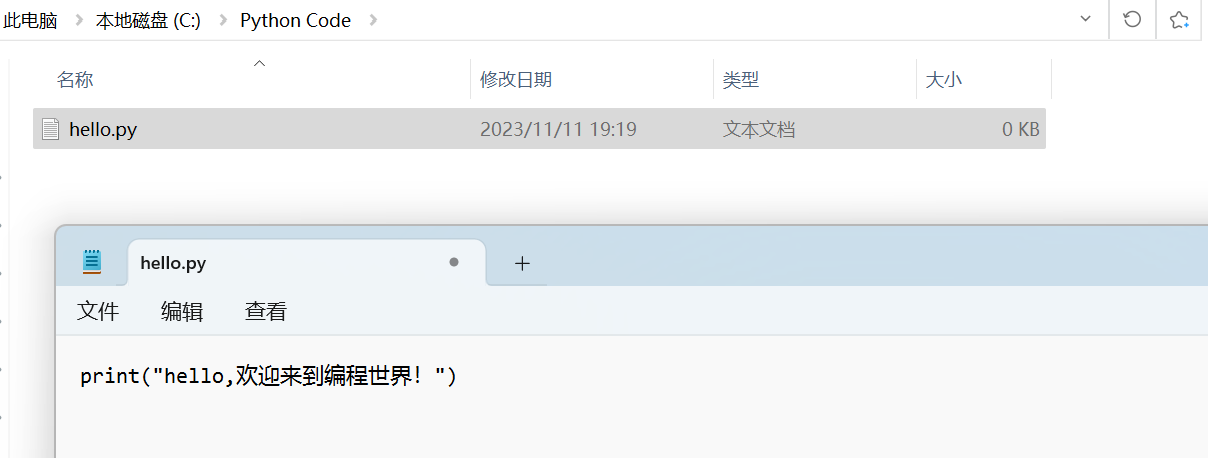 此电脑 > 本地磁盘 (C:) > Python Code >
名称 修改日期 类型 大小
hello.py 2023/11/11 19:19 文本文档 0 KB
hello.py
文件 编辑 查看
print("hello,欢迎来到编程世界！")